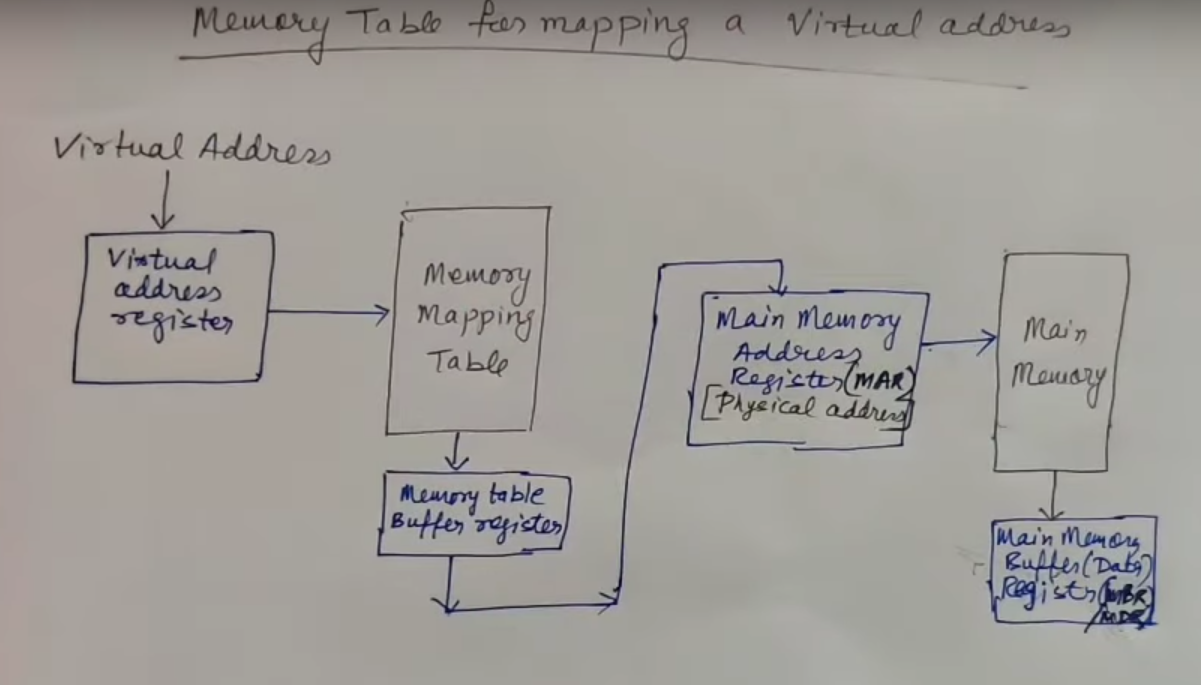 Memory Table for mapping a Virtual address
Virtual Address
Virtual
address
register
Memory
Mapping
Table
Memory table
Buffer register
Main Memory
Address
Register (MAR)
[Physical address]
Main
Memory
Main Memory
Buffer (Data)
Register (MBR)
/MDR